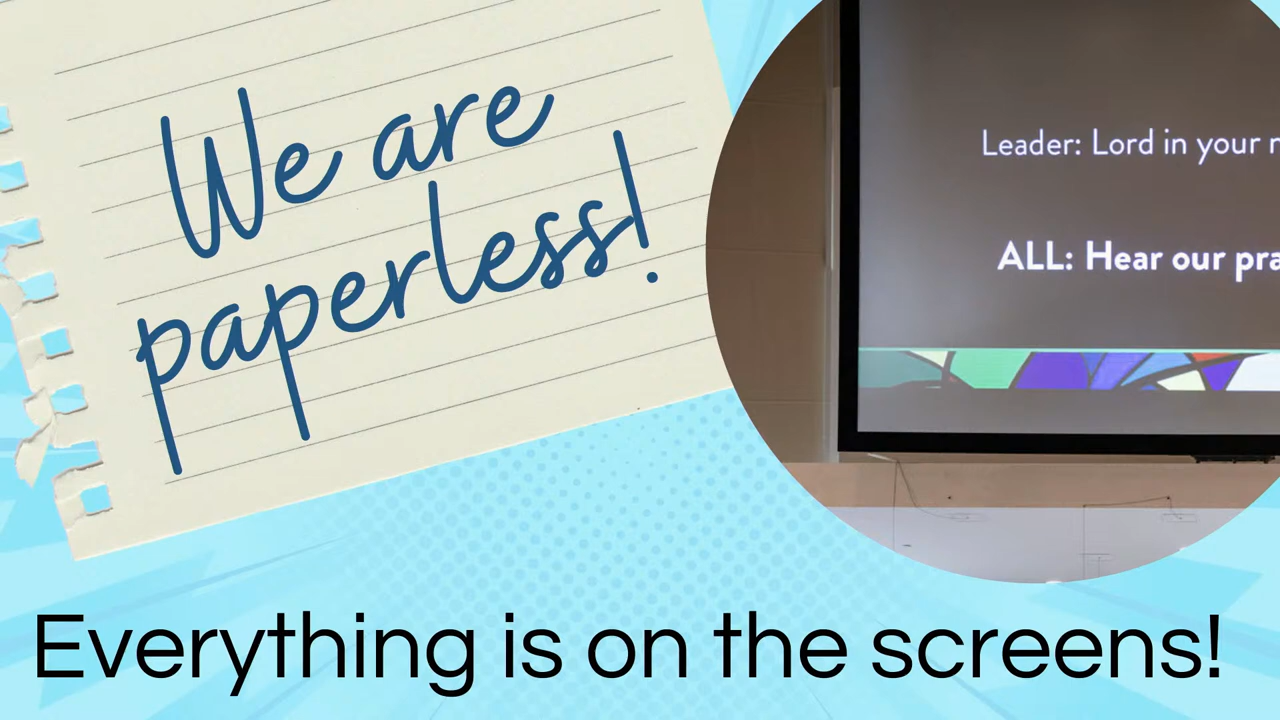 We are
paperless!
Leader: Lord in your
ALL: Hear our
Everything is on the screens!